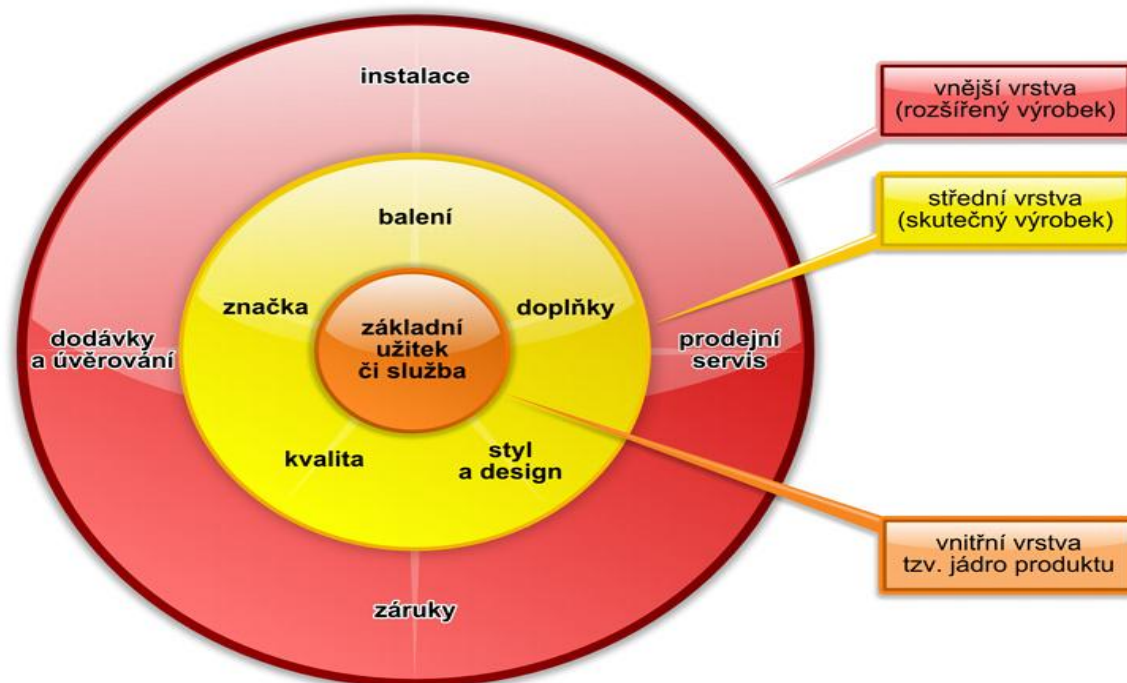 instalace
vnější vrstva
(rozšířený výrobek)
balení
střední vrstva
(skutečný výrobek)
značka
doplňky
základní
užitek
či služba
dodávky
a úvěrování
prodejní
servis
kvalita
styl
a design
vnitřní vrstva
tzv. jádro produktu
záruky